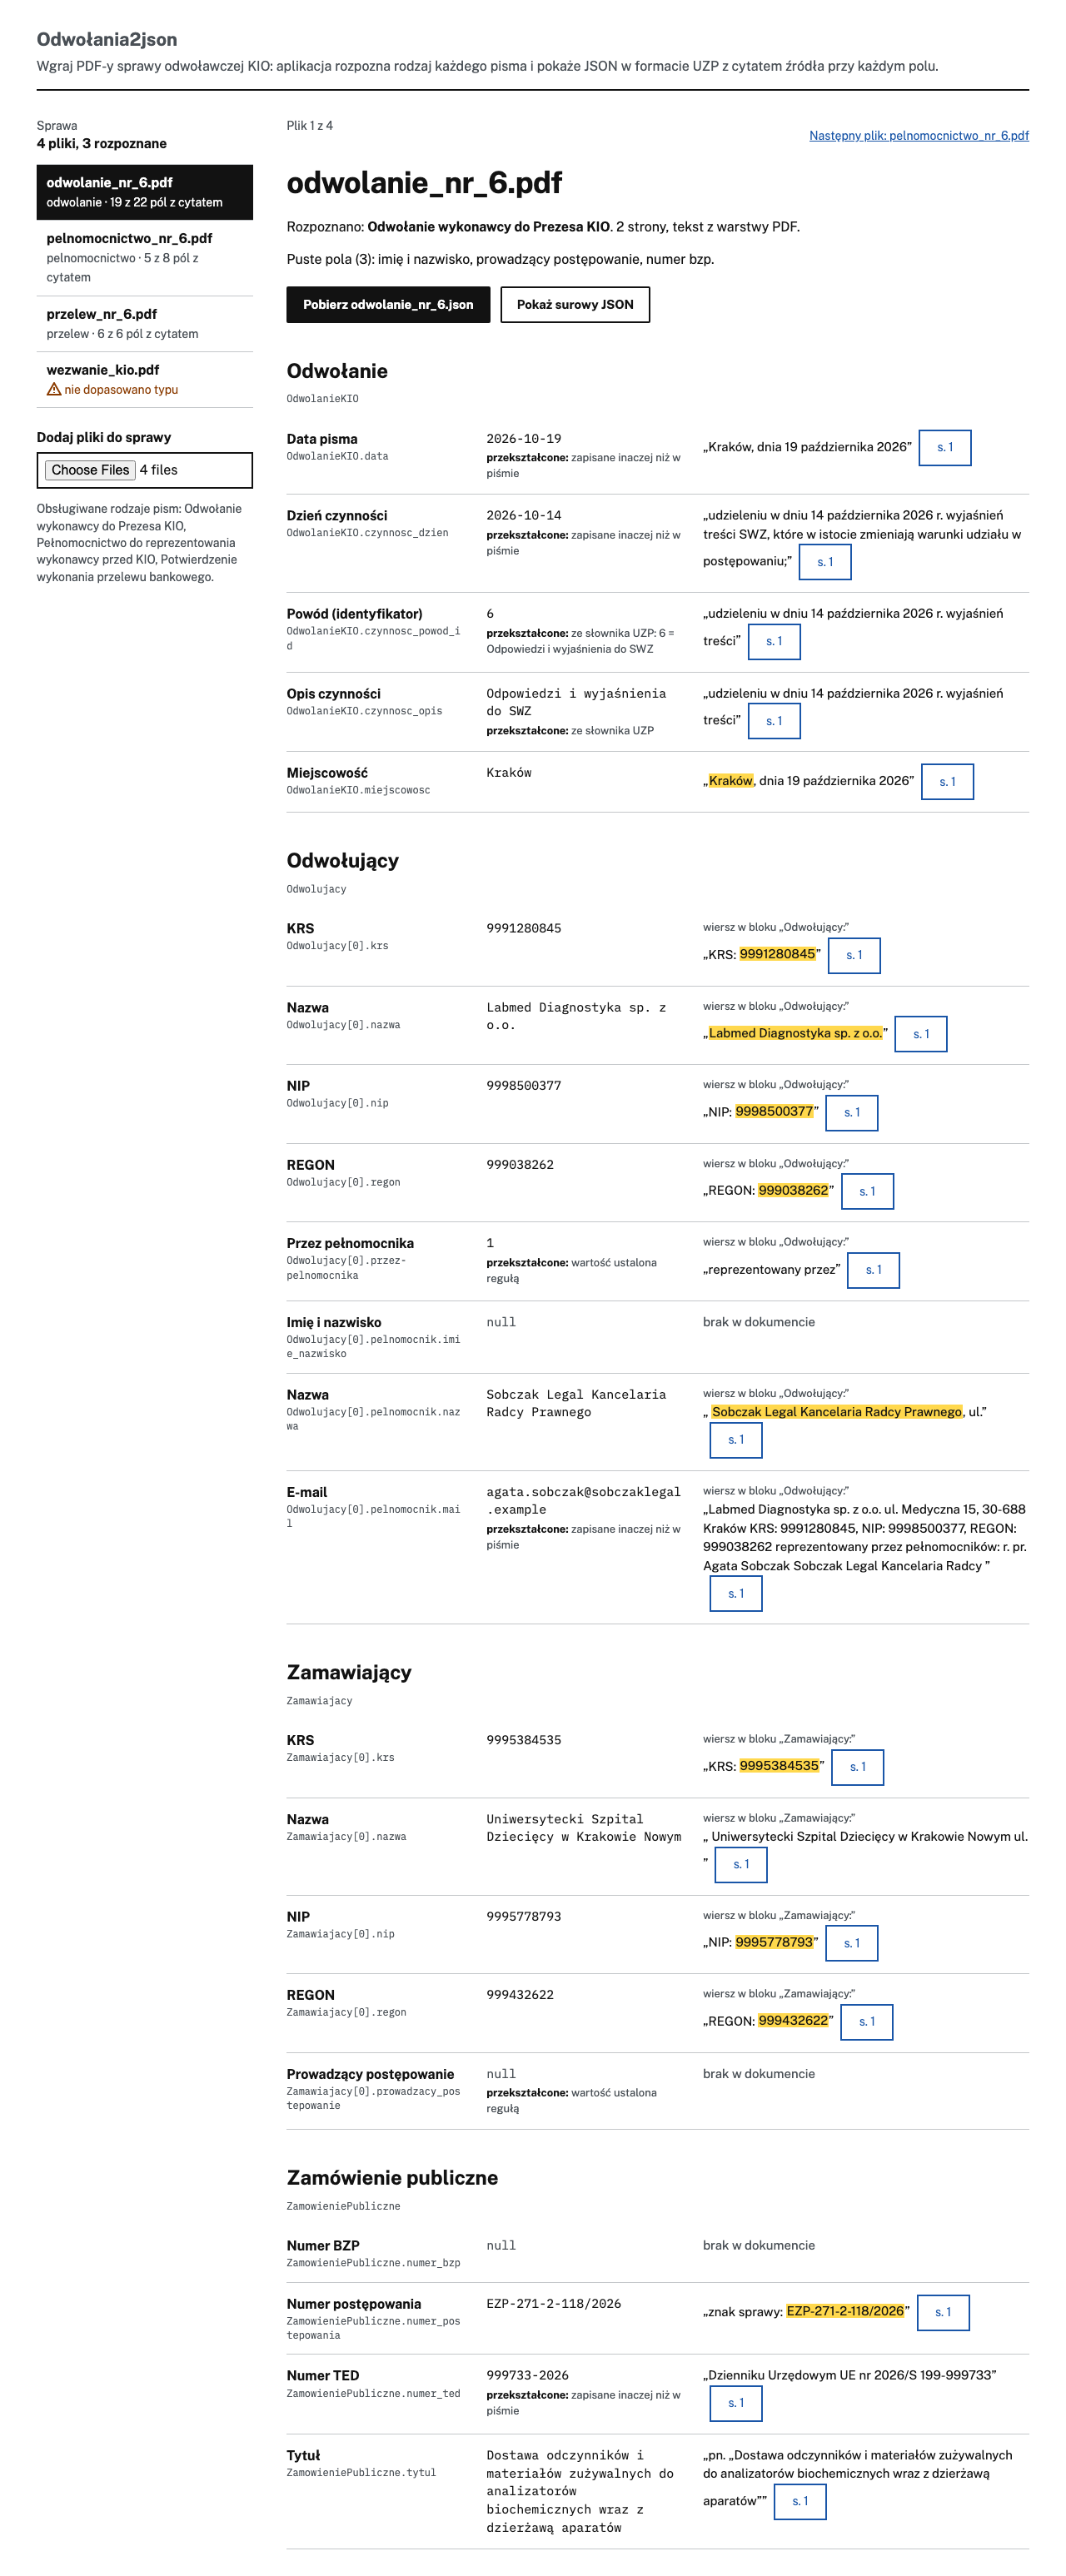 Odwołania2json
Wgraj PDF-y sprawy odwoławczej KIO: aplikacja rozpozna rodzaj każdego pisma i pokaże JSON w formacie UZP z cytatem źródła przy każdym polu.
Sprawa
4 pliki, 3 rozpoznane
odwolanie_nr_6.pdf
odwolanie · 19 z 22 pól z cytatem
pelnomocnictwo_nr_6.pdf
pelnomocnictwo · 5 z 8 pól z
cytatem
przelew_nr_6.pdf
przelew · 6 z 6 pól z cytatem
wezwanie_kio.pdf
nie dopasowano typu
Dodaj pliki do sprawy
Choose Files 4 files
Obsługiwane rodzaje pism: Odwołanie
wykonawcy do Prezesa KIO,
Pełnomocnictwo do reprezentowania
wykonawcy przed KIO, Potwierdzenie
wykonania przelewu bankowego.
Plik 1 z 4
Następny plik: pelnomocnictwo_nr_6.pdf
odwolanie_nr_6.pdf
Rozpoznano: Odwołanie wykonawcy do Prezesa KIO. 2 strony, tekst z warstwy PDF.
Puste pola (3): imię i nazwisko, prowadzący postępowanie, numer bzp.
Pobierz odwolanie_nr_6.json
Pokaż surowy JSON
Odwołanie
OdwolanieKIO
Data pisma
OdwolanieKIO.data
2026-10-19
przekształcone: zapisane inaczej niż w
piśmie
„Kraków, dnia 19 października 2026” s. 1
Dzień czynności
OdwolanieKIO.czynnosc_dzien
2026-10-14
przekształcone: zapisane inaczej niż w
piśmie
„udzieleniu w dniu 14 października 2026 r. wyjaśnień
treści SWZ, które w istocie zmieniają warunki udziału w
postępowaniu;” s. 1
Powód (identyfikator)
OdwolanieKIO.czynnosc_powod_i
d
6
przekształcone: ze słownika UZP: 6 =
Odpowiedzi i wyjaśnienia do SWZ
„udzieleniu w dniu 14 października 2026 r. wyjaśnień
treści” s. 1
Opis czynności
OdwolanieKIO.czynnosc_opis
Odpowiedzi i wyjaśnienia
do SWZ
przekształcone: ze słownika UZP
„udzieleniu w dniu 14 października 2026 r. wyjaśnień
treści” s. 1
Miejscowość
OdwolanieKIO.miejscowosc
Kraków
„Kraków, dnia 19 października 2026” s. 1
Odwołujący
Odwolujacy
KRS
Odwolujacy[0].krs
9991280845
wiersz w bloku „Odwołujący:”
„KRS: 9991280845” s. 1
Nazwa
Odwolujacy[0].nazwa
Labmed Diagnostyka sp. z
o.o.
wiersz w bloku „Odwołujący:”
„Labmed Diagnostyka sp. z o.o.” s. 1
NIP
Odwolujacy[0].nip
9998500377
wiersz w bloku „Odwołujący:”
„NIP: 9998500377” s. 1
REGON
Odwolujacy[0].regon
999038262
wiersz w bloku „Odwołujący:”
„REGON: 999038262” s. 1
Przez pełnomocnika
Odwolujacy[0].przez-
pelnomocnika
1
przekształcone: wartość ustalona
regułą
wiersz w bloku „Odwołujący:”
„reprezentowany przez” s. 1
Imię i nazwisko
Odwolujacy[0].pelnomocnik.imi
e_nazwisko
null
brak w dokumencie
Nazwa
Odwolujacy[0].pelnomocnik.naz
wa
Sobczak Legal Kancelaria
Radcy Prawnego
wiersz w bloku „Odwołujący:”
„ Sobczak Legal Kancelaria Radcy Prawnego, ul.”
s. 1
E-mail
Odwolujacy[0].pelnomocnik.mai
l
agata.sobczak@sobczaklegal
.example
przekształcone: zapisane inaczej niż w
piśmie
wiersz w bloku „Odwołujący:”
„Labmed Diagnostyka sp. z o.o. ul. Medyczna 15, 30-688
Kraków KRS: 9991280845, NIP: 9998500377, REGON:
999038262 reprezentowany przez pełnomocników: r. pr.
Agata Sobczak Sobczak Legal Kancelaria Radcy ”
s. 1
Zamawiający
Zamawiajacy
KRS
Zamawiajacy[0].krs
9995384535
wiersz w bloku „Zamawiający:”
„KRS: 9995384535” s. 1
Nazwa
Zamawiajacy[0].nazwa
Uniwersytecki Szpital
Dziecięcy w Krakowie Nowym
wiersz w bloku „Zamawiający:”
„ Uniwersytecki Szpital Dziecięcy w Krakowie Nowym ul.
” s. 1
NIP
Zamawiajacy[0].nip
9995778793
wiersz w bloku „Zamawiający:”
„NIP: 9995778793” s. 1
REGON
Zamawiajacy[0].regon
999432622
wiersz w bloku „Zamawiający:”
„REGON: 999432622” s. 1
Prowadzący postępowanie
Zamawiajacy[0].prowadzacy_pos
tepowanie
null
przekształcone: wartość ustalona
regułą
brak w dokumencie
Zamówienie publiczne
ZamowieniePubliczne
Numer BZP
ZamowieniePubliczne.numer_bzp
null
brak w dokumencie
Numer postępowania
ZamowieniePubliczne.numer_pos
tepowania
EZP-271-2-118/2026
„znak sprawy: EZP-271-2-118/2026” s. 1
Numer TED
ZamowieniePubliczne.numer_ted
999733-2026
przekształcone: zapisane inaczej niż w
piśmie
„Dzienniku Urzędowym UE nr 2026/S 199-999733”
s. 1
Tytuł
ZamowieniePubliczne.tytul
Dostawa odczynników i
materiałów zużywalnych do
analizatorów
biochemicznych wraz z
dzierżawą aparatów
„pn. „Dostawa odczynników i materiałów zużywalnych
do analizatorów biochemicznych wraz z dzierżawą
aparatów”” s. 1